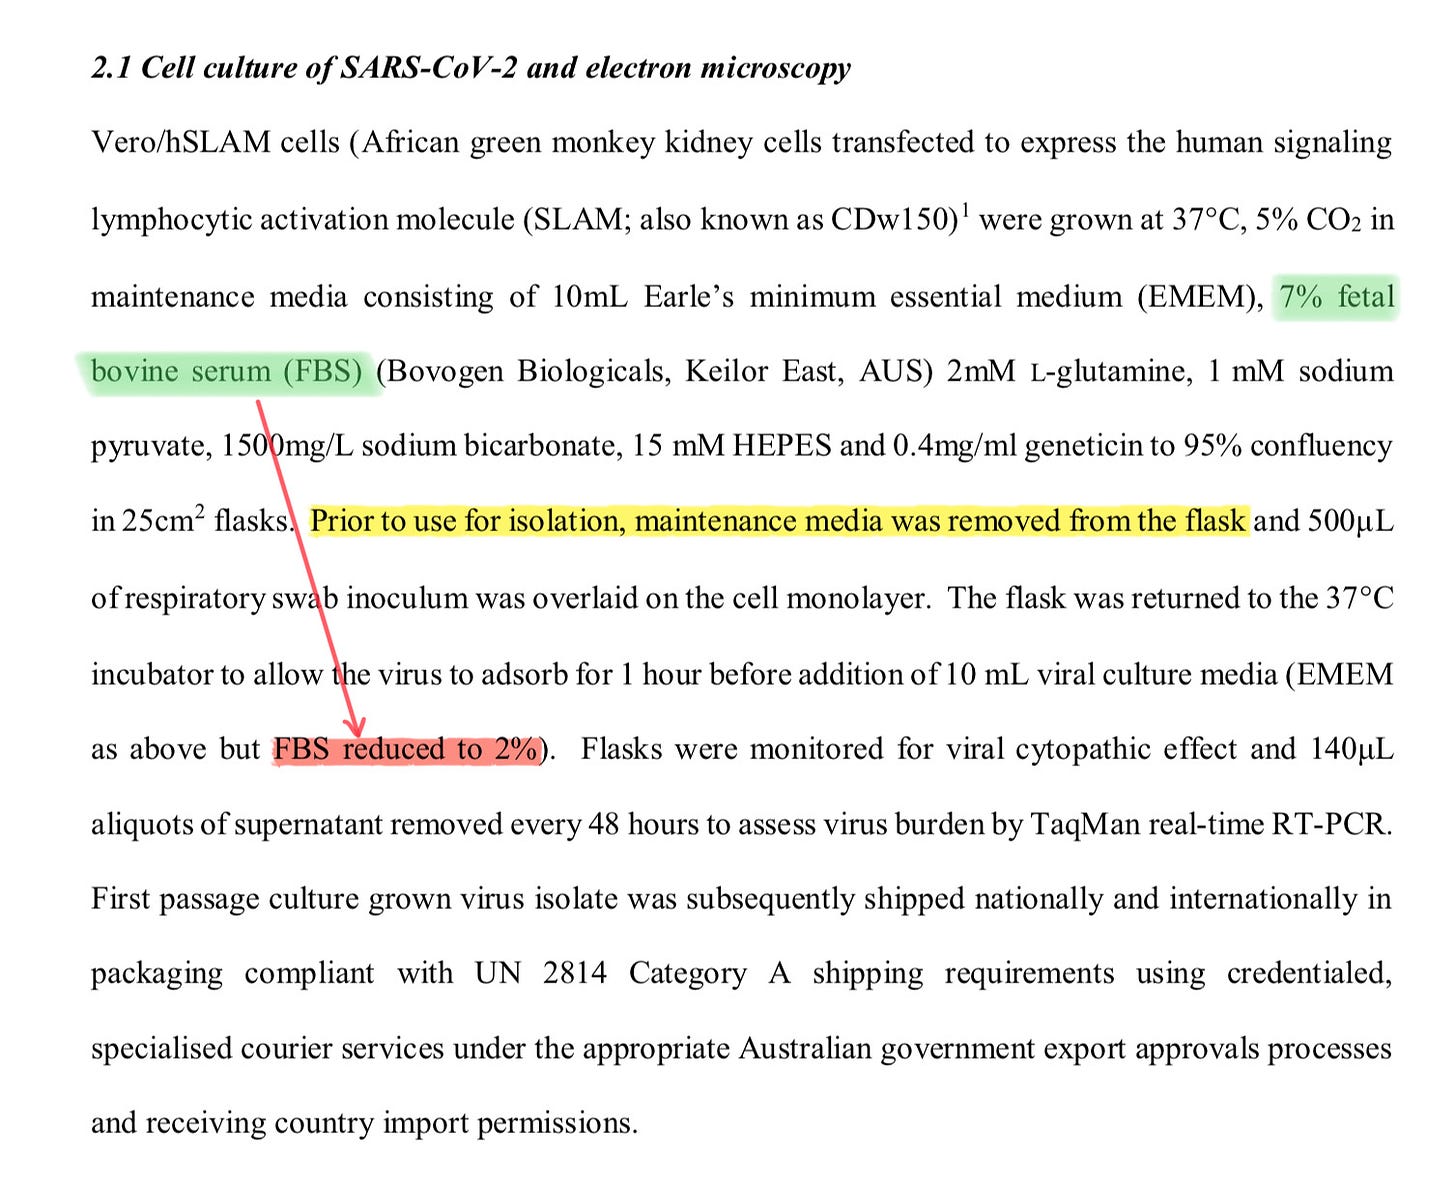 2.1 Cell culture of SARS-CoV-2 and electron microscopy
Vero/hSLAM cells (African green monkey kidney cells transfected to express the human signaling
lymphocytic activation molecule (SLAM; also known as CDw150)¹ were grown at 37°C, 5% CO₂ in
maintenance media consisting of 10mL Earle’s minimum essential medium (EMEM), 7% fetal
bovine serum (FBS) (Bovogen Biologicals, Keilor East, AUS) 2mM L-glutamine, 1 mM sodium
pyruvate, 1500mg/L sodium bicarbonate, 15 mM HEPES and 0.4mg/ml geneticin to 95% confluency
in 25cm² flasks. Prior to use for isolation, maintenance media was removed from the flask and 500µL
of respiratory swab inoculum was overlaid on the cell monolayer. The flask was returned to the 37°C
incubator to allow the virus to adsorb for 1 hour before addition of 10 mL viral culture media (EMEM
as above but FBS reduced to 2%). Flasks were monitored for viral cytopathic effect and 140µL
aliquots of supernatant removed every 48 hours to assess virus burden by TaqMan real-time RT-PCR.
First passage culture grown virus isolate was subsequently shipped nationally and internationally in
packaging compliant with UN 2814 Category A shipping requirements using credentialed,
specialised courier services under the appropriate Australian government export approvals processes
and receiving country import permissions.